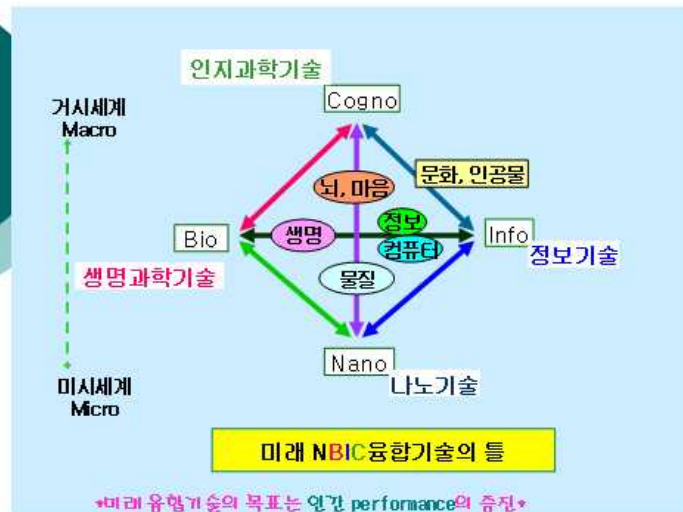 인지과학기술
Cogno
거시세계
Macro
뇌, 마음
문화, 인공물
Bio
생명
정보
컴퓨터
Info
정보기술
생명과학기술
물질
Nano
나노기술
미시세계
Micro
미래 NBIC융합기술의 틀
*미래 융합기술의 목표는 인간 performance의 증진*